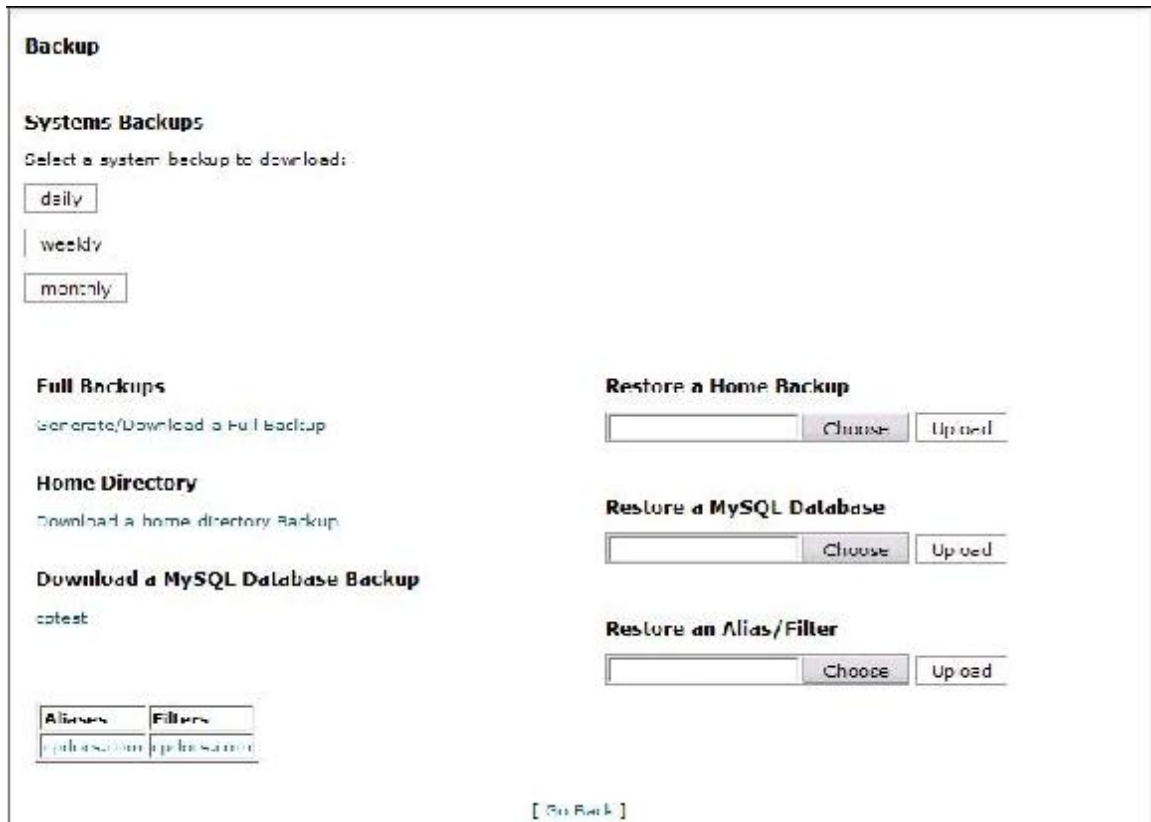 Backup
Systems Backups
Select a system backup to download:
daily
weekly
monthly
Full Backups
Generate/Download a Full Backup
Home Directory
Download a home directory Backup
Download a MySQL Database Backup
cptest
Aliases Filters
Restore a Home Backup
Choose Upload
Restore a MySQL Database
Choose Upload
Restore an Alias/Filter
Choose Upload
[ Go Back ]